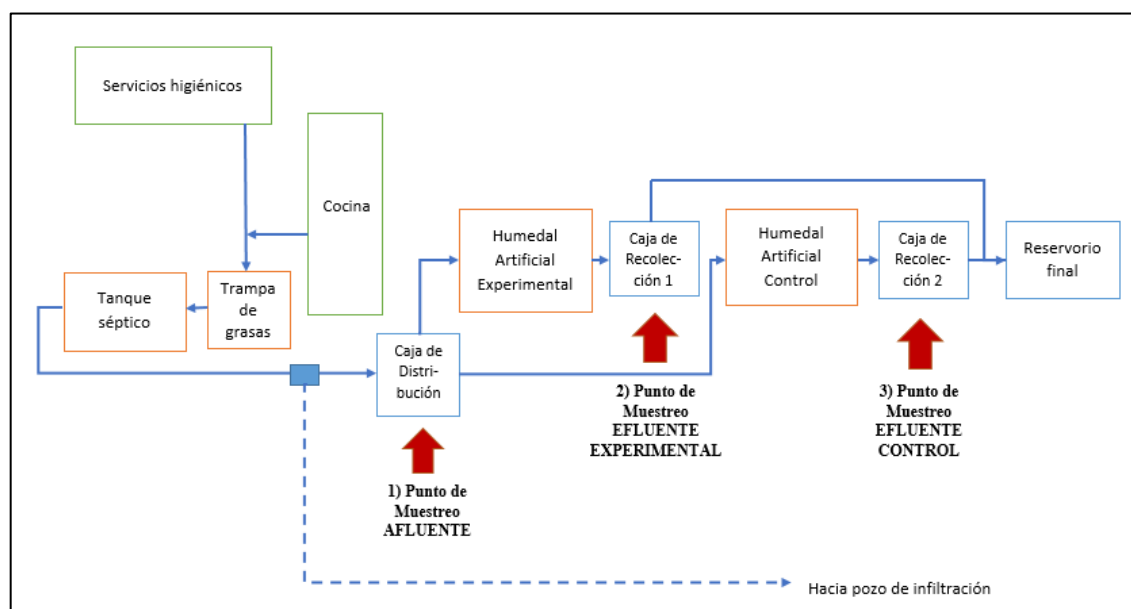 Servicios higiénicos
Cocina
Tanque
séptico
Trampa
de
grasas
Caja de
Distri-
bución
Humedal
Artificial
Experimental
Caja de
Recolec-
ción 1
Humedal
Artificial
Control
Caja de
Recolec-
ción 2
Reservorio
final
1) Punto de
Muestreo
AFLUENTE
2) Punto de
Muestreo
EFLUENTE
EXPERIMENTAL
3) Punto de
Muestreo
EFLUENTE
CONTROL
Hacia pozo de infiltración